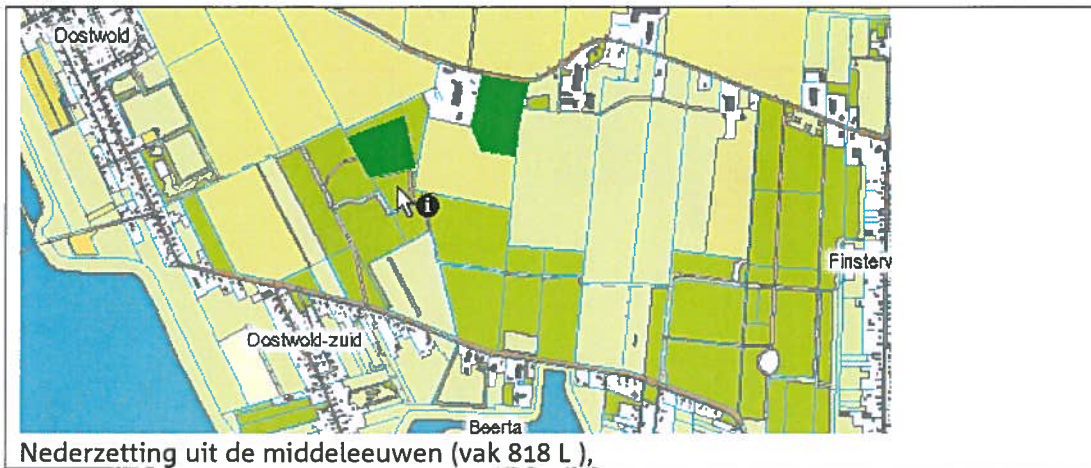 Oostwold
Finsterv
Oostwold-zuid
Beerta
Nederzetting uit de middeleeuwen (vak 818 L ),